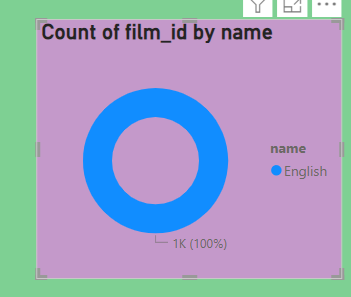 Count of film_id by name
name
English
1K (100%)